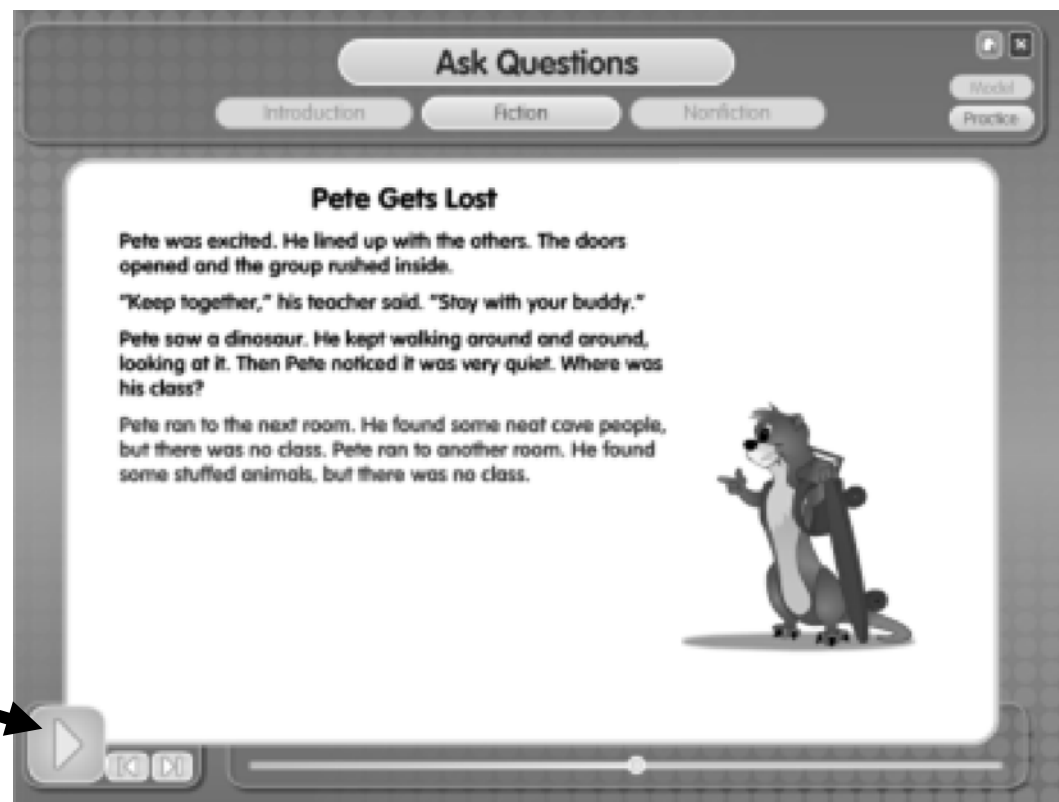 Ask Questions
Introduction
Fiction
Nonfiction
Model
Practice
Pete Gets Lost
Pete was excited. He lined up with the others. The doors
opened and the group rushed inside.
"Keep together," his teacher said. "Stay with your buddy."
Pete saw a dinosaur. He kept walking around and around,
looking at it. Then Pete noticed it was very quiet. Where was
his class?
Pete ran to the next room. He found some neat cave people,
but there was no class. Pete ran to another room. He found
some stuffed animals, but there was no class.